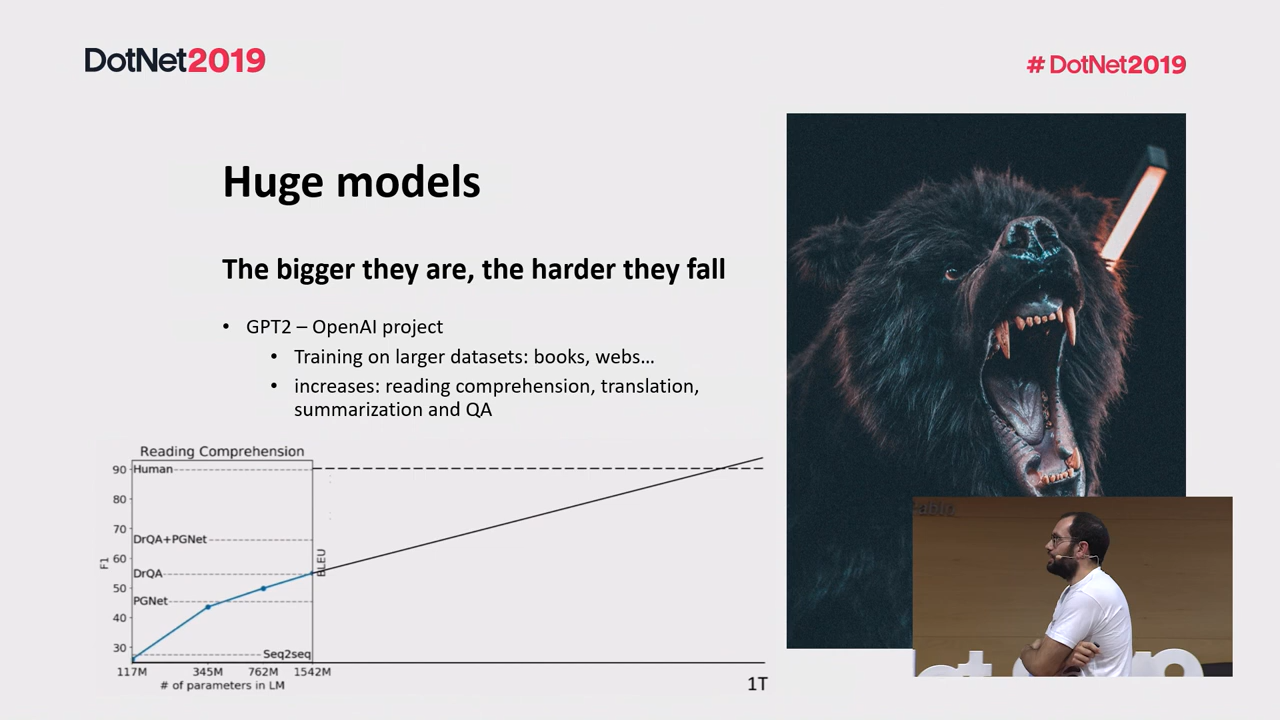 DotNet2019
# DotNet2019
Huge models
The bigger they are, the harder they fall
• GPT2 – OpenAI project
• Training on larger datasets: books, webs...
• increases: reading comprehension, translation,
summarization and QA
Reading Comprehension
90
Human
80
70
DrQA+PGNet
60
DrQA
50
PGNet
40
30
Seq2seq
F1
BLEU
117M 345M 762M 1542M
# of parameters in LM
1T